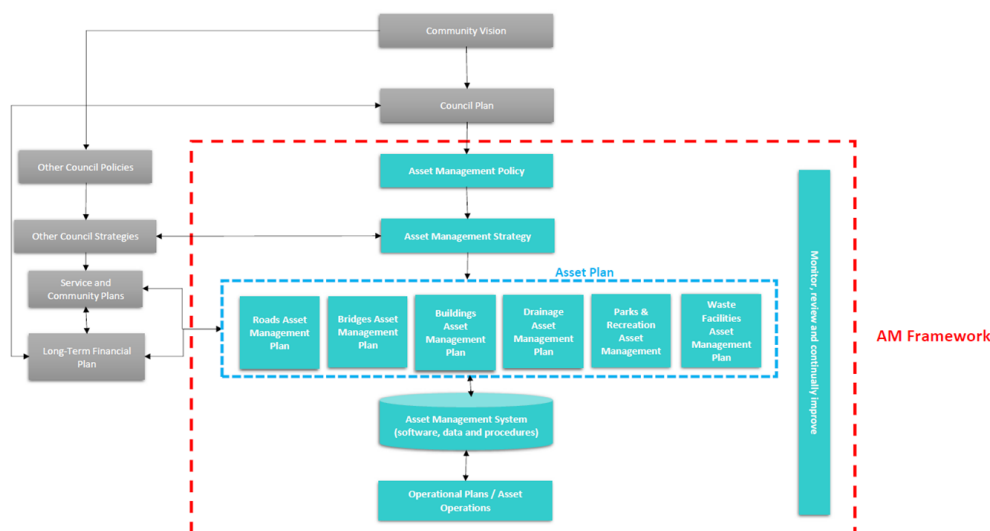 Community Vision
Council Plan
Other Council Policies
Asset Management Policy
Other Council Strategies
Asset Management Strategy
Asset Plan
Service and
Community Plans
Long-Term Financial
Plan
Roads Asset
Management
Plan
Bridges Asset
Management
Plan
Buildings
Asset
Management
Plan
Drainage
Asset
Management
Plan
Parks &
Recreation
Asset
Management
Waste
Facilities
Asset
Management
Plan
Asset Management System
(software, data and procedures)
Operational Plans / Asset
Operations
Monitor, review and continually improve
AM Framework